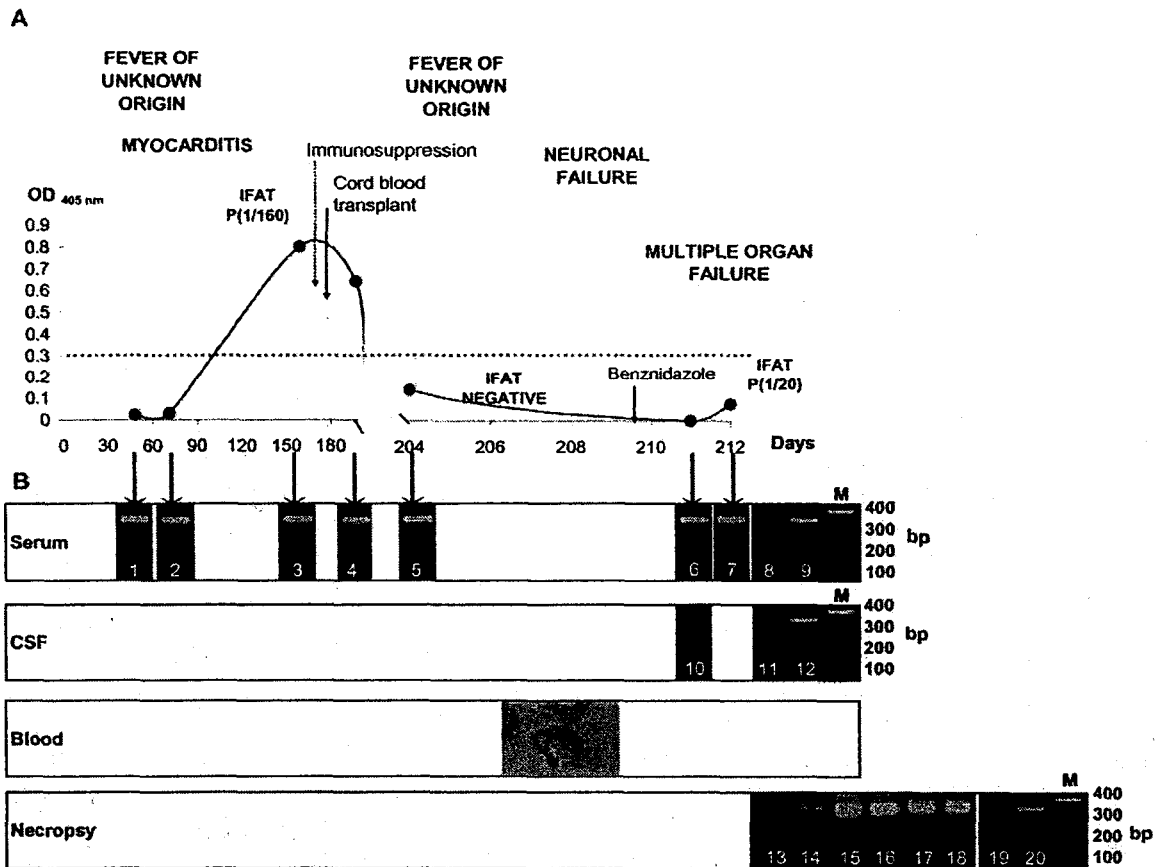 A
FEVER OF
UNKNOWN
ORIGIN
FEVER OF
UNKNOWN
ORIGIN
MYOCARDITIS
Immunosuppression
NEURONAL
FAILURE
Cord blood
transplant
IFAT
P(1/160)
OD 405 nm
MULTIPLE ORGAN
FAILURE
0.9
0.8
0.7
0.6
0.5
0.4
0.3
0.2
0.1
0
IFAT
NEGATIVE
Benznidazole
IFAT
P(1/20)
0 30 60 90 120 150 180 204 206 208 210 212 Days
B
Serum 1 2 3 4 5 6 7 8 9 M
400
300
200
100
bp
CSF 10 11 12 M
400
300
200
100
bp
Blood
Necropsy 13 14 15 16 17 18 19 20 M
400
300
200
100
bp